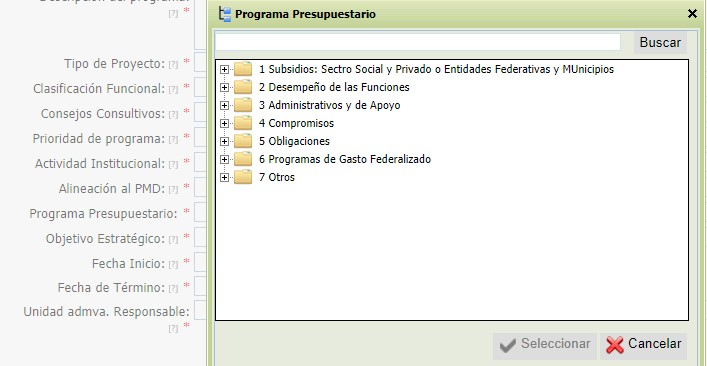 Descripción del programa:
[?] *
Tipo de Proyecto: [?] *
Clasificación Funcional: [?] *
Consejos Consultivos: [?] *
Prioridad de programa: [?] *
Actividad Institucional: [?] *
Alineación al PMD: [?] *
Programa Presupuestario: *
Objetivo Estratégico: [?] *
Fecha Inicio: [?] *
Fecha de Término: [?] *
Unidad admva. Responsable:
[?] *
Programa Presupuestario
Buscar
1 Subsidios: Sectro Social y Privado o Entidades Federativas y MUnicipios
2 Desempeño de las Funciones
3 Administrativos y de Apoyo
4 Compromisos
5 Obligaciones
6 Programas de Gasto Federalizado
7 Otros
Seleccionar
Cancelar